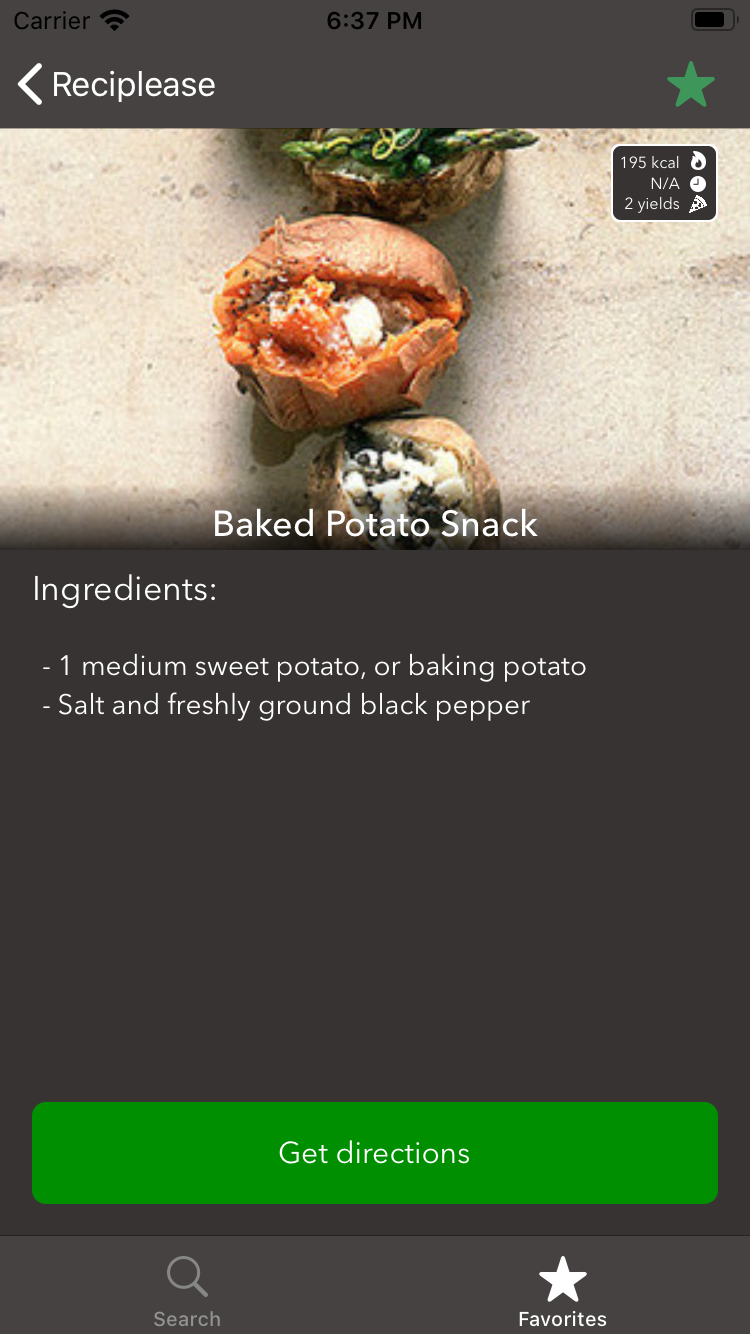 Carrier 6:37 PM
Reciplease
195 kcal
N/A
2 yields
Baked Potato Snack
Ingredients:
- 1 medium sweet potato, or baking potato
- Salt and freshly ground black pepper
Get directions
Search Favorites